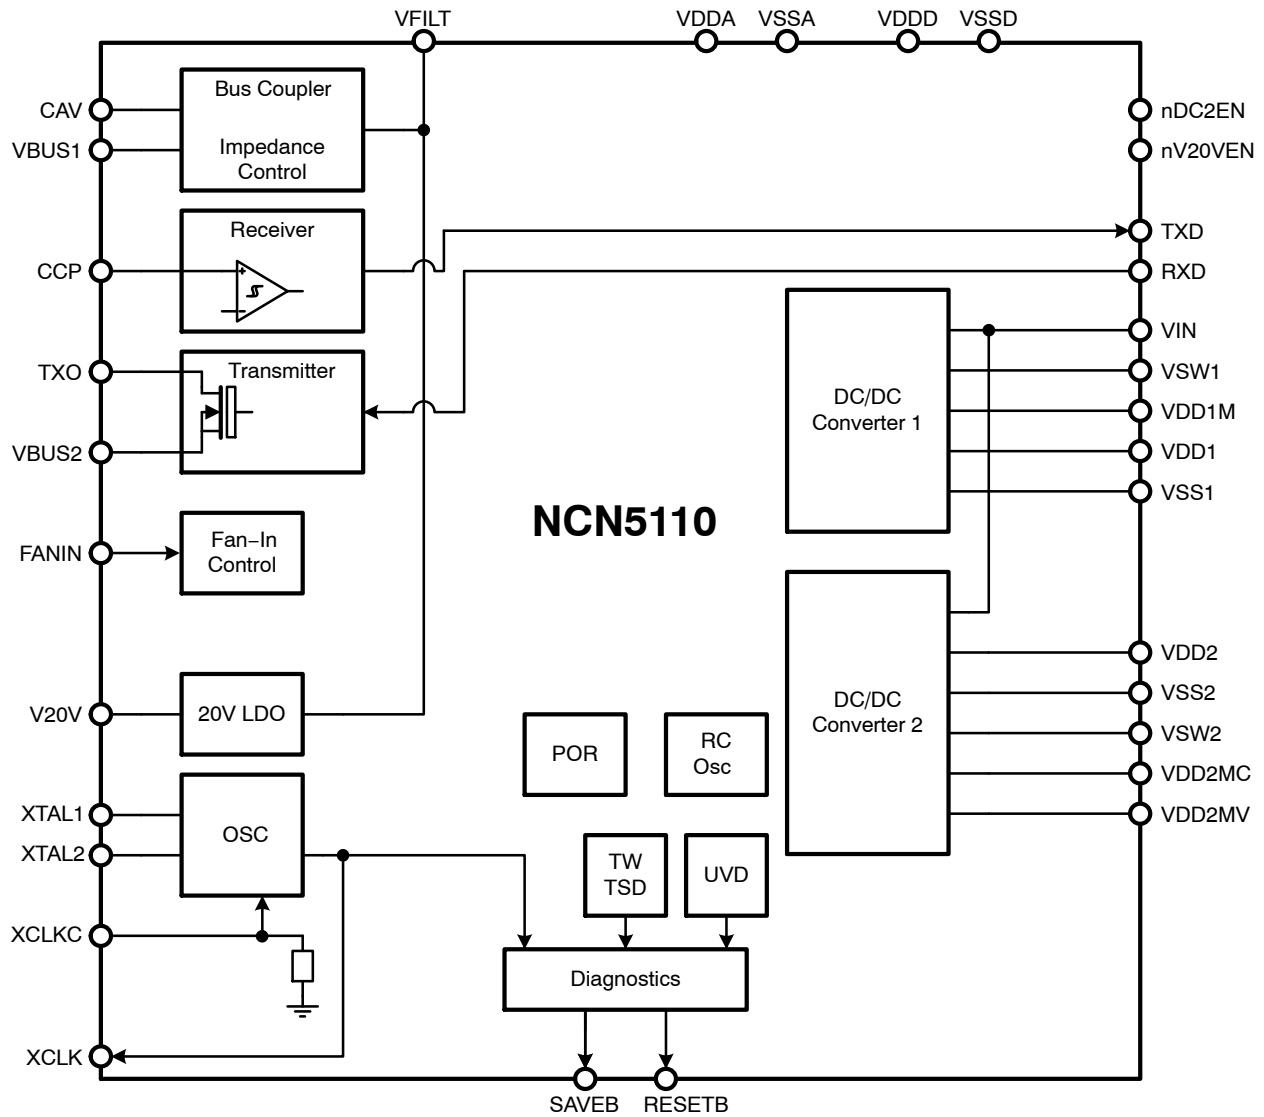 VFILT
VDDA
VSSA
VDDD
VSSD
CAV
VBUS1
Bus Coupler
Impedance
Control
nDC2EN
nV20VEN
Receiver
CCP
TXD
RXD
TXO
VBUS2
Transmitter
VIN
VSW1
VDD1M
VDD1
VSS1
DC/DC
Converter 1
NCN5110
FANIN
Fan−In
Control
V20V
20V LDO
POR
RC
Osc
DC/DC
Converter 2
VDD2
VSS2
VSW2
VDD2MC
VDD2MV
XTAL1
XTAL2
OSC
TW
TSD
UVD
XCLKC
Diagnostics
XCLK
SAVEB
RESETB